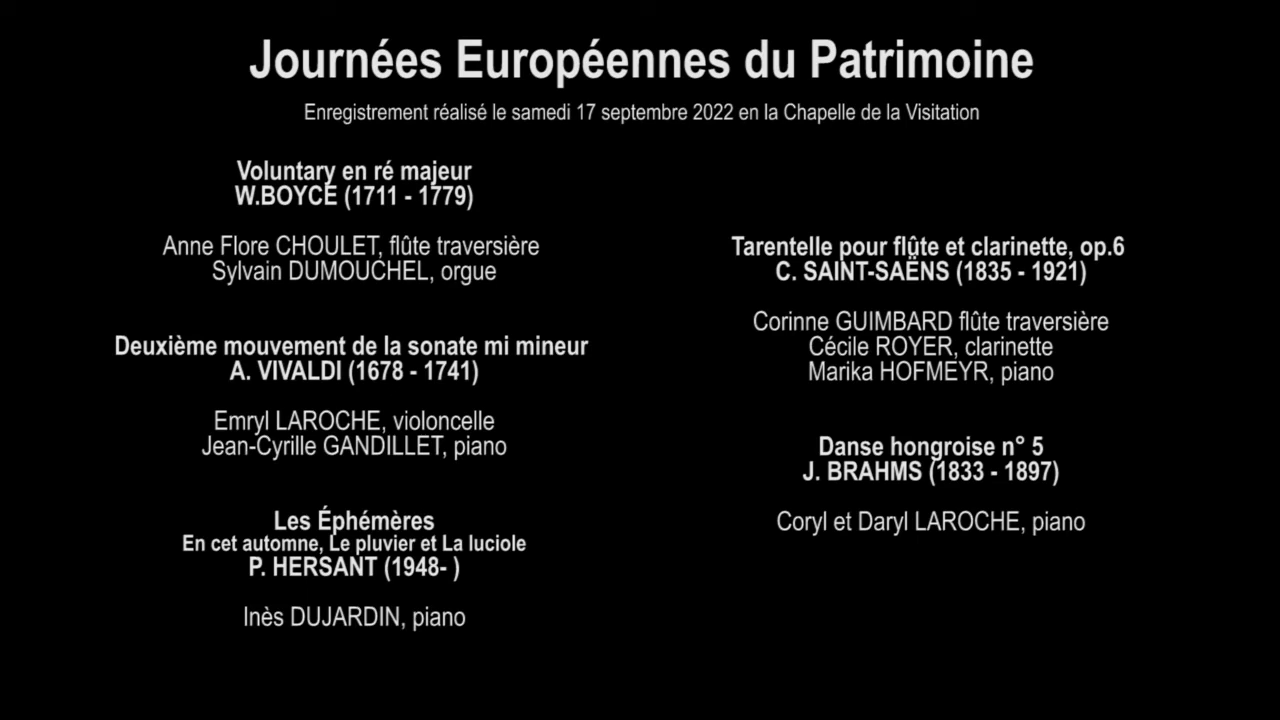 Journées Européennes du Patrimoine
Enregistrement réalisé le samedi 17 septembre 2022 en la Chapelle de la Visitation
Voluntary en ré majeur
W.BOYCE (1711 - 1779)
Anne Flore CHOULET, flûte traversière
Sylvain DUMOUCHEL, orgue
Deuxième mouvement de la sonate mi mineur
A. VIVALDI (1678 - 1741)
Emryl LAROCHE, violoncelle
Jean-Cyrille GANDILLET, piano
Les Éphémères
En cet automne, Le pluvier et La luciole
P. HERSANT (1948- )
Inès DUJARDIN, piano
Tarentelle pour flûte et clarinette, op.6
C. SAINT-SAËNS (1835 - 1921)
Corinne GUIMBARD flûte traversière
Cécile ROYER, clarinette
Marika HOFMEYR, piano
Danse hongroise n° 5
J. BRAHMS (1833 - 1897)
Coryl et Daryl LAROCHE, piano